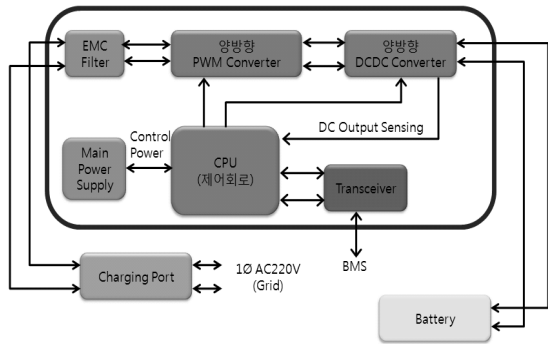 EMC
Filter
양방향
PWM Converter
양방향
DCDC Converter
DC Output Sensing
Control
Power
Main
Power
Supply
CPU
(제어회로)
Transceiver
Charging Port
1Ø AC220V
(Grid)
BMS
Battery